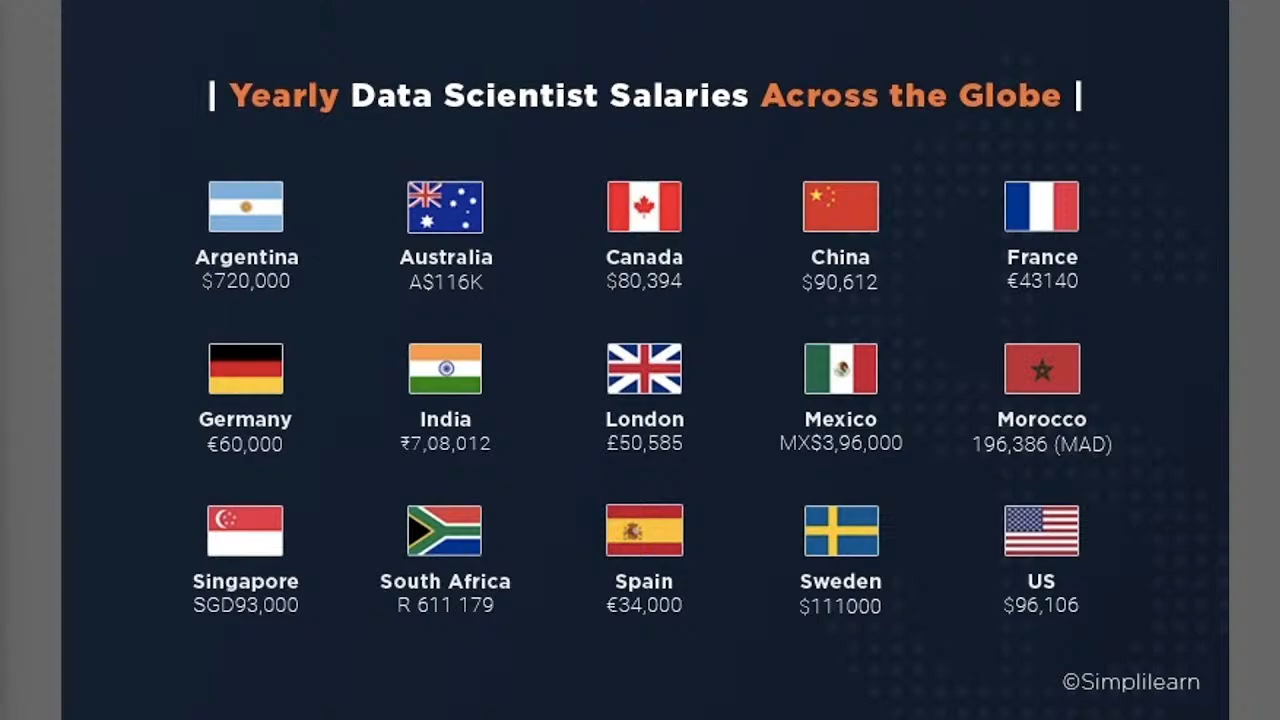 | Yearly Data Scientist Salaries Across the Globe |
Argentina
$720,000
Australia
A$116K
Canada
$80,394
China
$90,612
France
€43140
Germany
€60,000
India
₹7,08,012
London
£50,585
Mexico
MX$3,96,000
Morocco
196,386 (MAD)
Singapore
SGD93,000
South Africa
R 611 179
Spain
€34,000
Sweden
$111000
US
$96,106
©Simplilearn